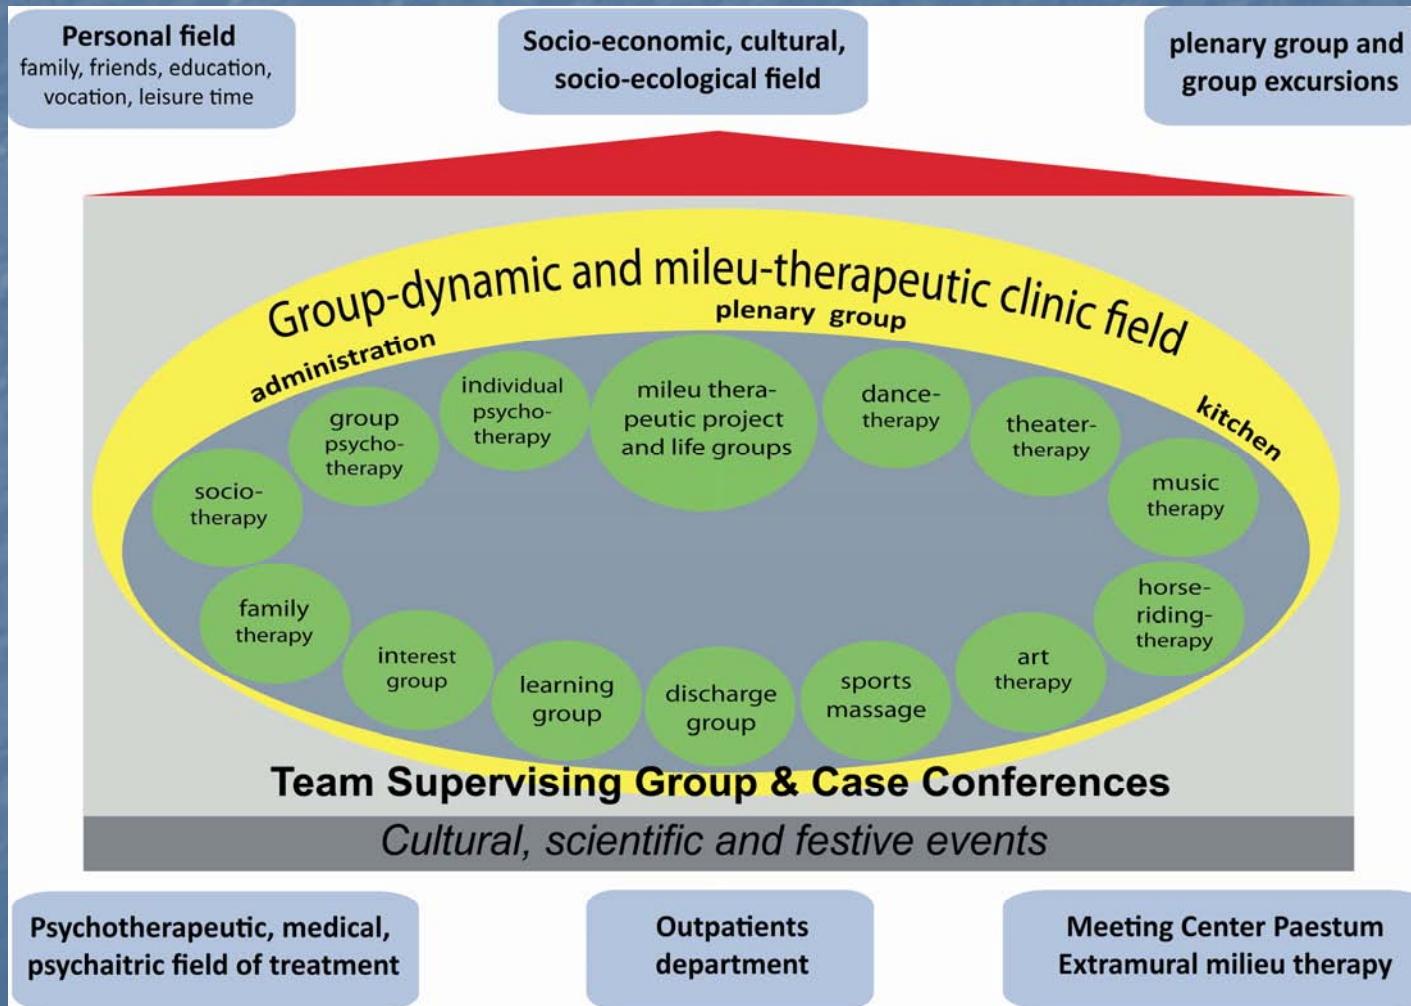 Personal field
family, friends, education,
vocation, leisure time
Socio-economic, cultural,
socio-ecological field
plenary group and
group excursions
Group-dynamic and mileu-therapeutic clinic field
administration
plenary group
kitchen
socio-
therapy
group
psycho-
therapy
individual
psycho-
therapy
mileu thera-
peutic project
and life groups
dance-
therapy
theater-
therapy
music
therapy
horse-
riding-
therapy
art
therapy
sports
massage
discharge
group
learning
group
interest
group
family
therapy
Team Supervising Group & Case Conferences
Cultural, scientific and festive events
Psychotherapeutic, medical,
psychaitric field of treatment
Outpatients
department
Meeting Center Paestum
Extramural milieu therapy